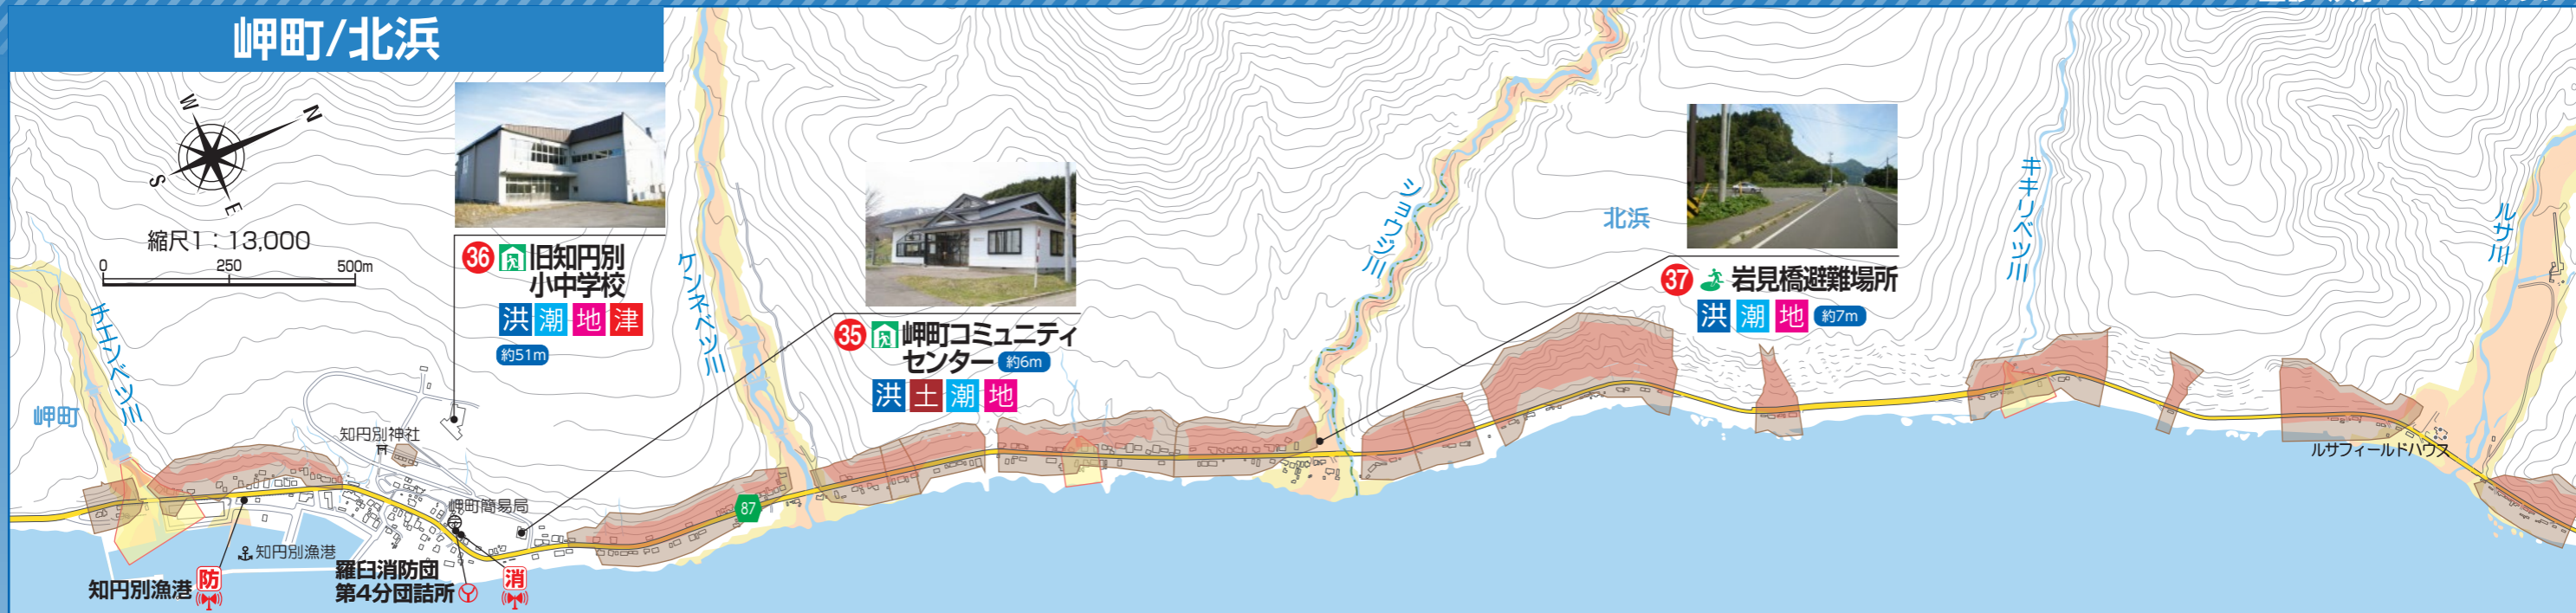 岬町/北浜
W
N
S
E
縮尺1：13,000
0 250 500m
36 旧知円別
小中学校
洪 潮 地 津
約51m
35 岬町コミュニティ
センター 約6m
洪 土 潮 地
37 岩見橋避難場所
洪 潮 地 約7m
チエンベツ川
ケンネベツ川
ショウジ川
キキリベツ川
ルサ川
岬町
北浜
知円別神社
岬町簡易局
87
ルサフィールドハウス
知円別漁港
知円別漁港 防
羅臼消防団
第4分団詰所
消